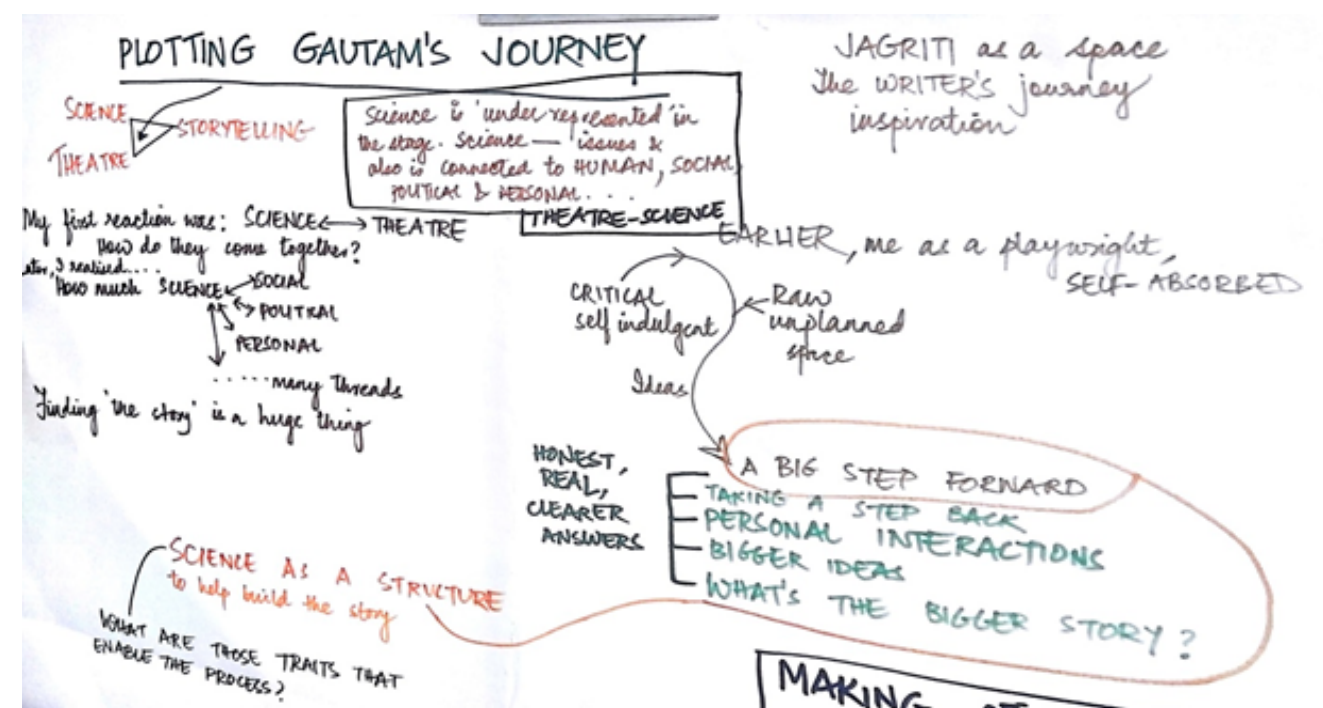 PLOTTING GAUTAM'S JOURNEY
SCIENCE
STORYTELLING
THEATRE
Science is 'under represented' in
the stage. Science — 'issues &
also is connected to HUMAN, SOCIAL,
POLITICAL & PERSONAL....
THEATRE-SCIENCE
JAGRITI as a space
The WRITER'S journey
inspiration
My first reaction was: SCIENCE THEATRE
How do they come together?
I realised....
How much SCIENCE SOCIAL
POLITICAL
PERSONAL
.....many threads
Finding 'the story' is a huge thing
EARLIER, me as a playwright,
SELF-ABSORBED
CRITICAL
self indulgent
Raw
unplanned
space
Ideas
HONEST,
REAL,
CLEARER
ANSWERS
A BIG STEP FORWARD
TAKING A STEP BACK
PERSONAL INTERACTIONS
BIGGER IDEAS
WHAT'S THE BIGGER STORY?
SCIENCE AS A STRUCTURE
to help build the story
WHAT ARE THOSE TRAITS THAT
ENABLE THE PROCESS?
MAKING